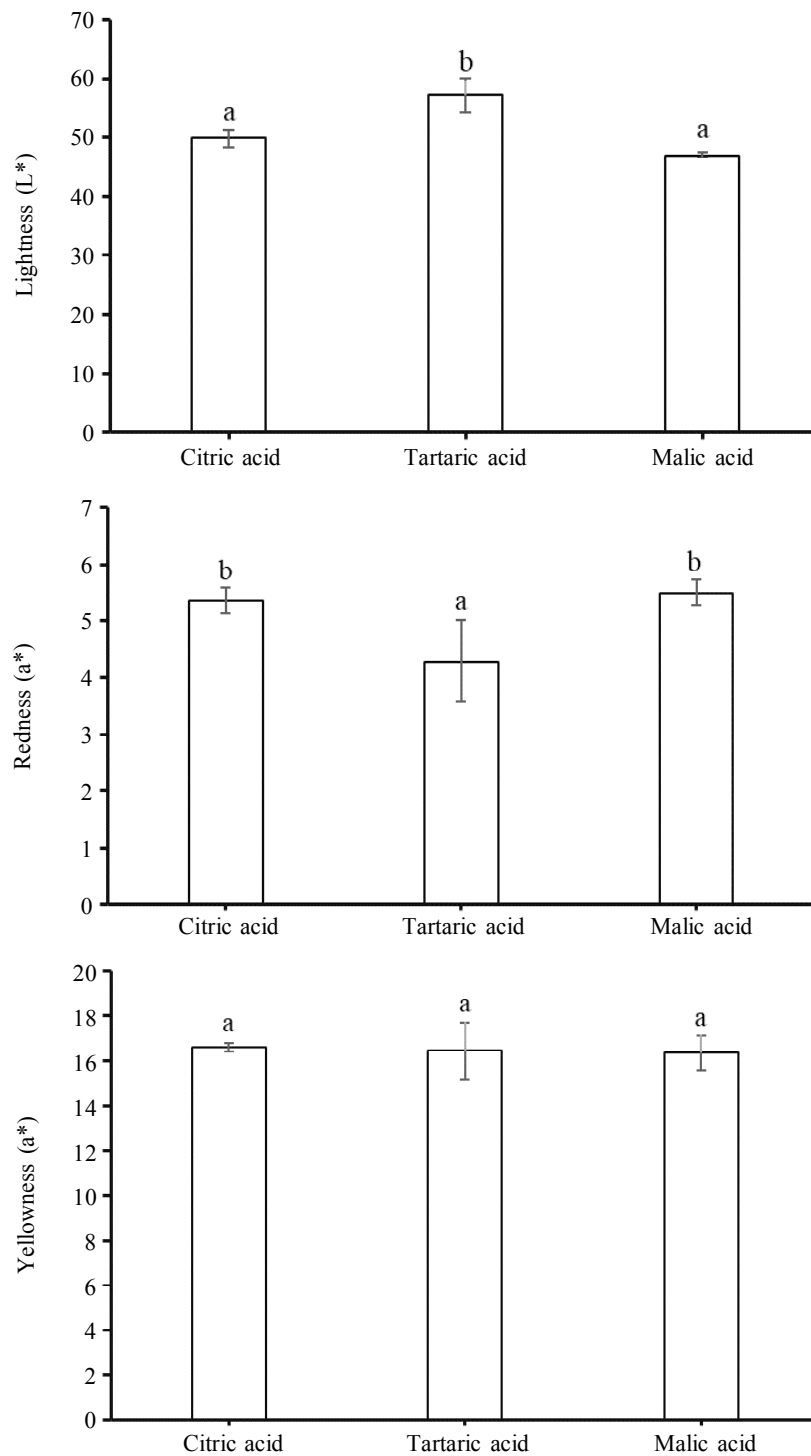 70
60
50
40
30
20
10
0
Lightness (L*)
a
b
a
Citric acid
Tartaric acid
Malic acid
7
6
5
4
3
2
1
0
Redness (a*)
b
a
b
Citric acid
Tartaric acid
Malic acid
20
18
16
14
12
10
8
6
4
2
0
Yellowness (a*)
a
a
a
Citric acid
Tartaric acid
Malic acid